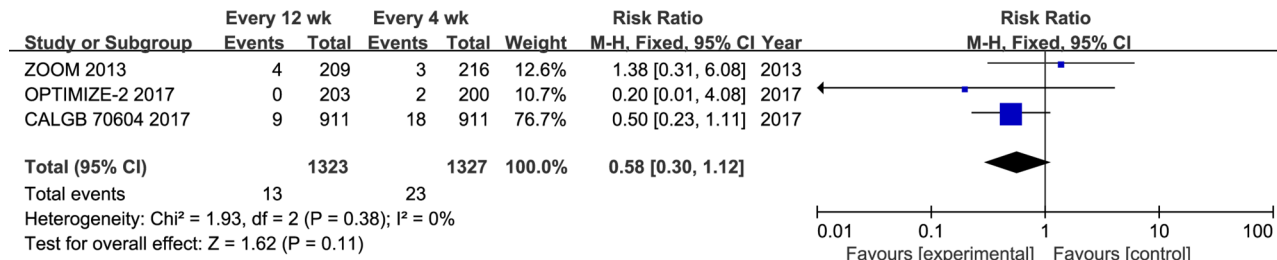 Every 12 wk Every 4 wk Risk Ratio Risk Ratio
Study or Subgroup Events Total Events Total Weight M-H, Fixed, 95% CI Year M-H, Fixed, 95% CI
ZOOM 2013 4 209 3 216 12.6% 1.38 [0.31, 6.08] 2013
OPTIMIZE-2 2017 0 203 2 200 10.7% 0.20 [0.01, 4.08] 2017
CALGB 70604 2017 9 911 18 911 76.7% 0.50 [0.23, 1.11] 2017
Total (95% CI) 1323 1327 100.0% 0.58 [0.30, 1.12]
Total events 13 23
Heterogeneity: Chi² = 1.93, df = 2 (P = 0.38); I² = 0%
Test for overall effect: Z = 1.62 (P = 0.11)
0.01 0.1 1 10 100
Favours [experimental] Favours [control]